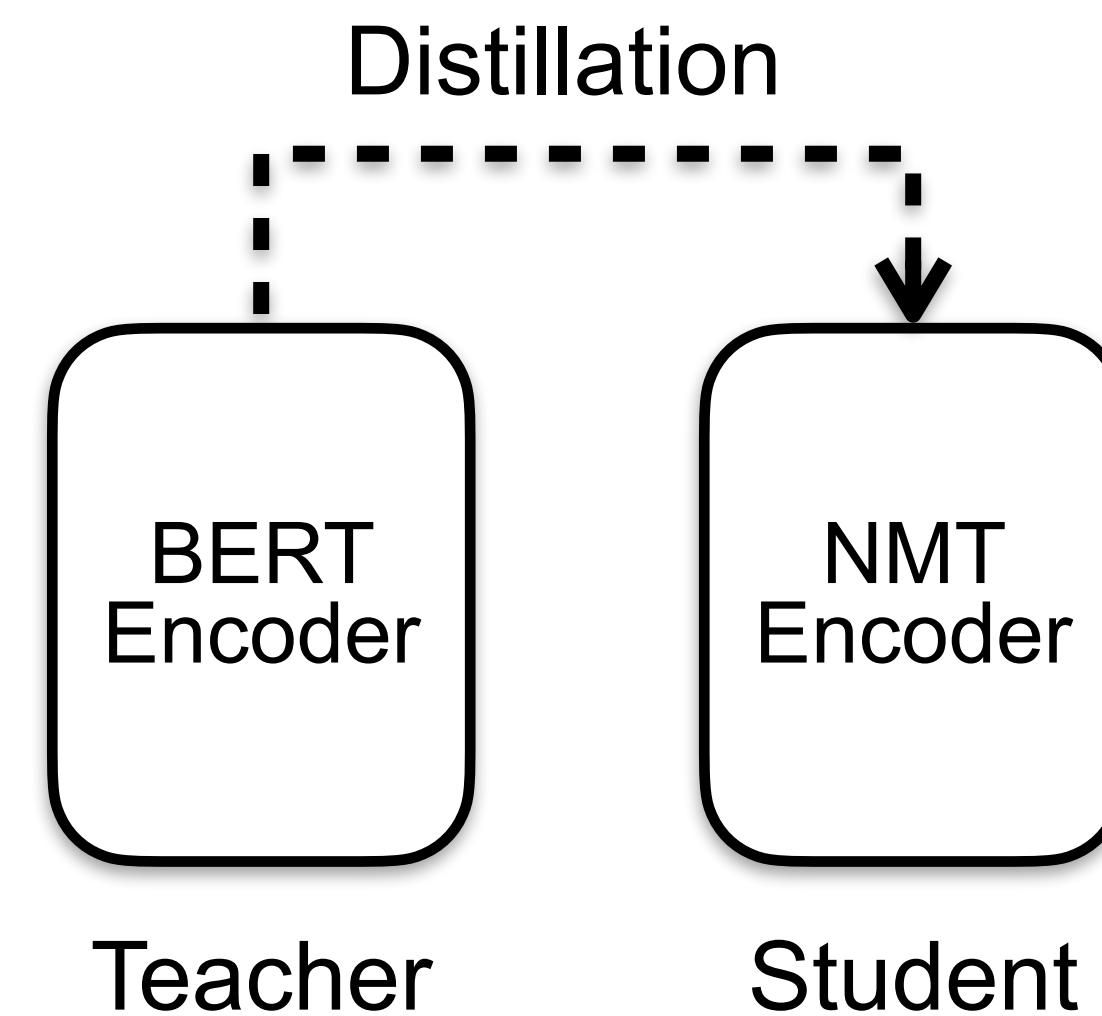 Distillation
BERT
Encoder
NMT
Encoder
Teacher
Student